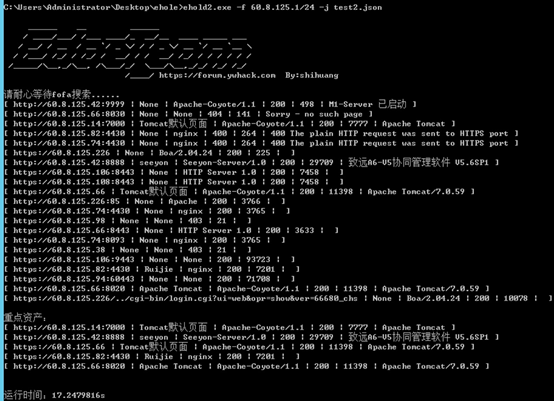 C:\Users\Administrator\Desktop\ehole>ehold2.exe -f 60.8.125.1/24 -j test2.json
https://forum.ywhack.com By:shihuang
请耐心等待fofa搜索......
[ http://60.8.125.42:9999 | None | Apache-Coyote/1.1 | 200 | 498 | M1-Server 已启动 ]
[ http://60.8.125.66:8030 | None | None | 404 | 141 | Sorry - no such page ]
[ http://60.8.125.14:7000 | Tomcat默认页面 | Apache-Coyote/1.1 | 200 | 7777 | Apache Tomcat ]
[ http://60.8.125.82:4430 | None | nginx | 400 | 264 | 400 The plain HTTP request was sent to HTTPS port ]
[ http://60.8.125.74:4430 | None | nginx | 400 | 264 | 400 The plain HTTP request was sent to HTTPS port ]
[ https://60.8.125.226 | None | Boa/2.04.24 | 200 | 225 |  ]
[ http://60.8.125.42:8888 | seeyon | Seeyon-Server/1.0 | 200 | 29709 | 致远A6-V5协同管理软件 V5.6SP1 ]
[ https://60.8.125.106:8443 | None | HTTP Server 1.0 | 200 | 7458 |  ]
[ https://60.8.125.108:8443 | None | HTTP Server 1.0 | 200 | 7458 |  ]
[ https://60.8.125.66 | Tomcat默认页面 | Apache-Coyote/1.1 | 200 | 11398 | Apache Tomcat/7.0.59 ]
[ https://60.8.125.226:85 | None | Apache | 200 | 3766 |  ]
[ https://60.8.125.74:4430 | None | nginx | 200 | 3765 |  ]
[ https://60.8.125.98 | None | None | 403 | 21 |  ]
[ https://60.8.125.66:8443 | None | HTTP Server 1.0 | 200 | 3633 |  ]
[ https://60.8.125.74:8093 | None | nginx | 200 | 3765 |  ]
[ https://60.8.125.38 | None | None | 403 | 21 |  ]
[ https://60.8.125.106:9443 | None | None | 200 | 93723 |  ]
[ https://60.8.125.82:4430 | Ruijie | nginx | 200 | 7201 |  ]
[ https://60.8.125.94:60443 | None | None | 200 | 71708 |  ]
[ http://60.8.125.66:8020 | Apache Tomcat | Apache-Coyote/1.1 | 200 | 11398 | Apache Tomcat/7.0.59 ]
[ https://60.8.125.226/../cgi-bin/login.cgi?ui=web&opr=show&ver=66680_chs | None | Boa/2.04.24 | 200 | 10078 |  ]
重点资产：
[ http://60.8.125.14:7000 | Tomcat默认页面 | Apache-Coyote/1.1 | 200 | 7777 | Apache Tomcat ]
[ http://60.8.125.42:8888 | seeyon | Seeyon-Server/1.0 | 200 | 29709 | 致远A6-V5协同管理软件 V5.6SP1 ]
[ https://60.8.125.66 | Tomcat默认页面 | Apache-Coyote/1.1 | 200 | 11398 | Apache Tomcat/7.0.59 ]
[ https://60.8.125.82:4430 | Ruijie | nginx | 200 | 7201 |  ]
[ http://60.8.125.66:8020 | Apache Tomcat | Apache-Coyote/1.1 | 200 | 11398 | Apache Tomcat/7.0.59 ]
运行时间：17.2479816s